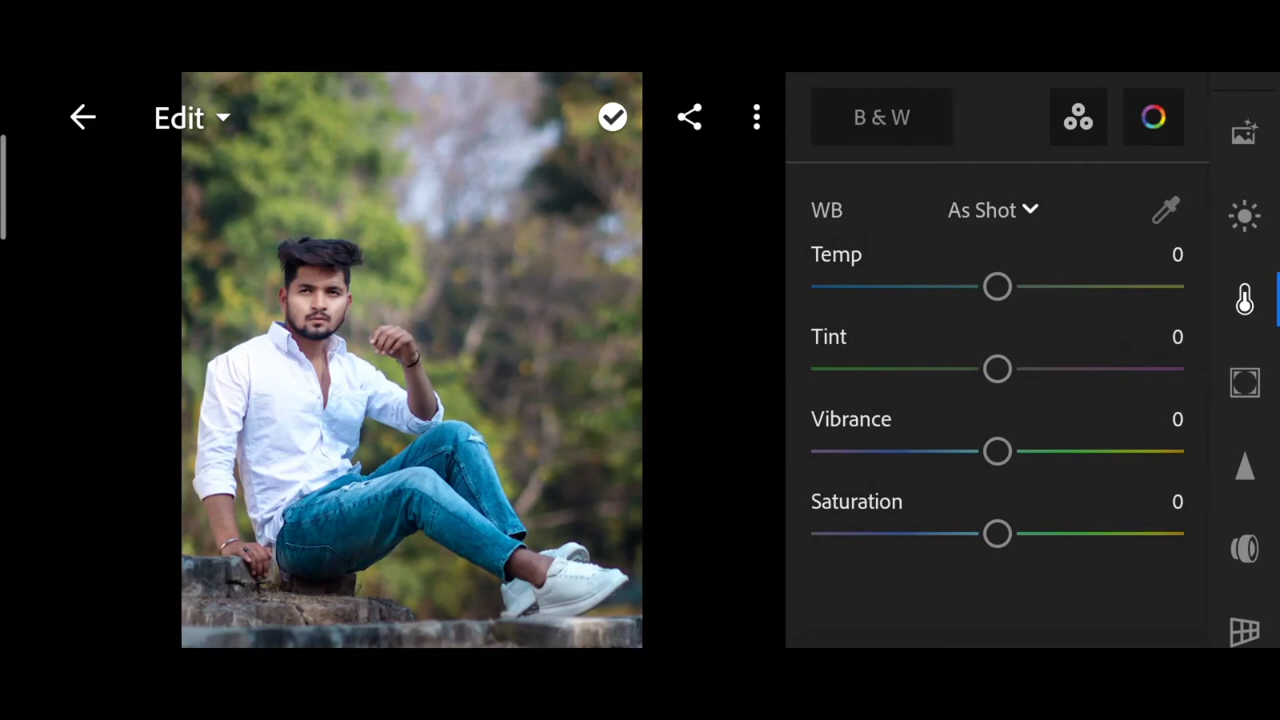 Edit
B & W
WB As Shot
Temp 0
Tint 0
Vibrance 0
Saturation 0